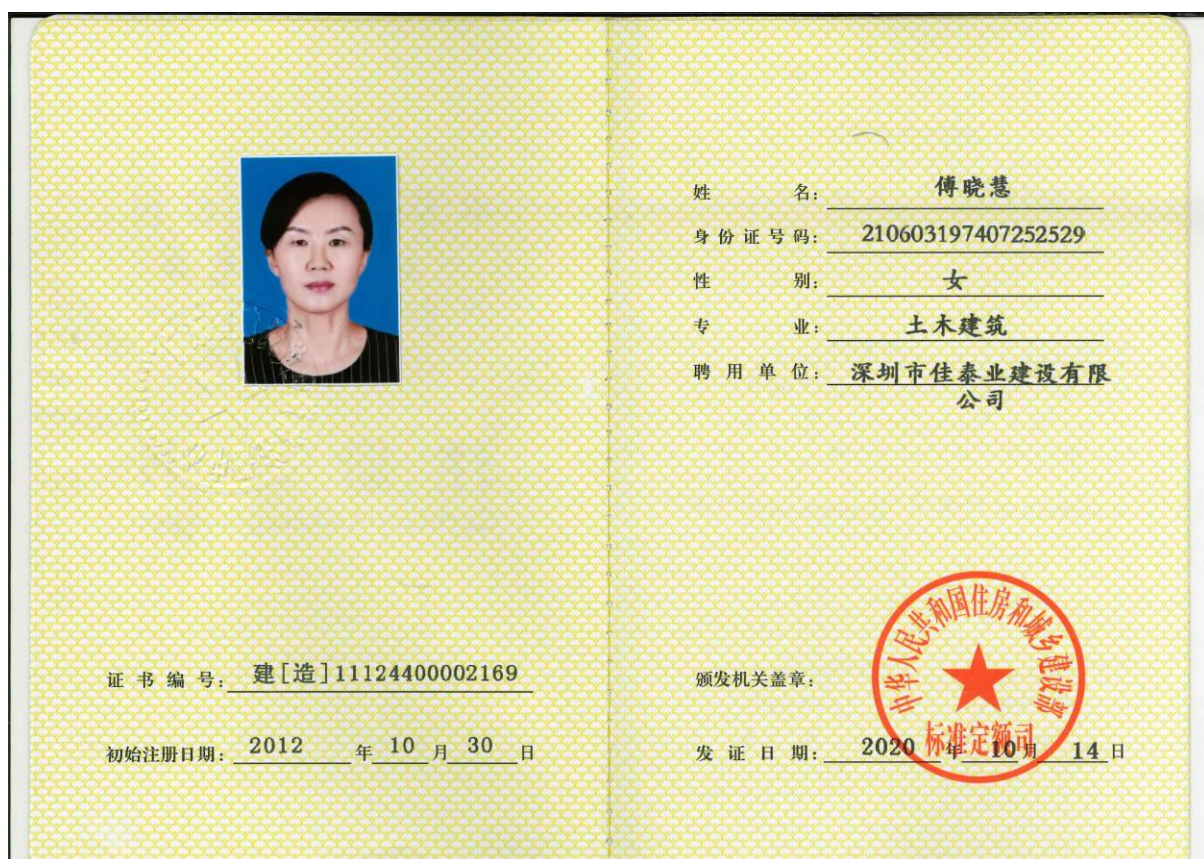 姓名：傅晓慧
身份证号码：210603197407252529
性别：女
专业：土木建筑
聘用单位：深圳市佳泰业建设有限
公司
证书编号：建[造]11124400002169
初始注册日期：2012年10月30日
颁发机关盖章：
中华人民共和国住房和城乡建设部
标准定额司
发证日期：2020年10月14日